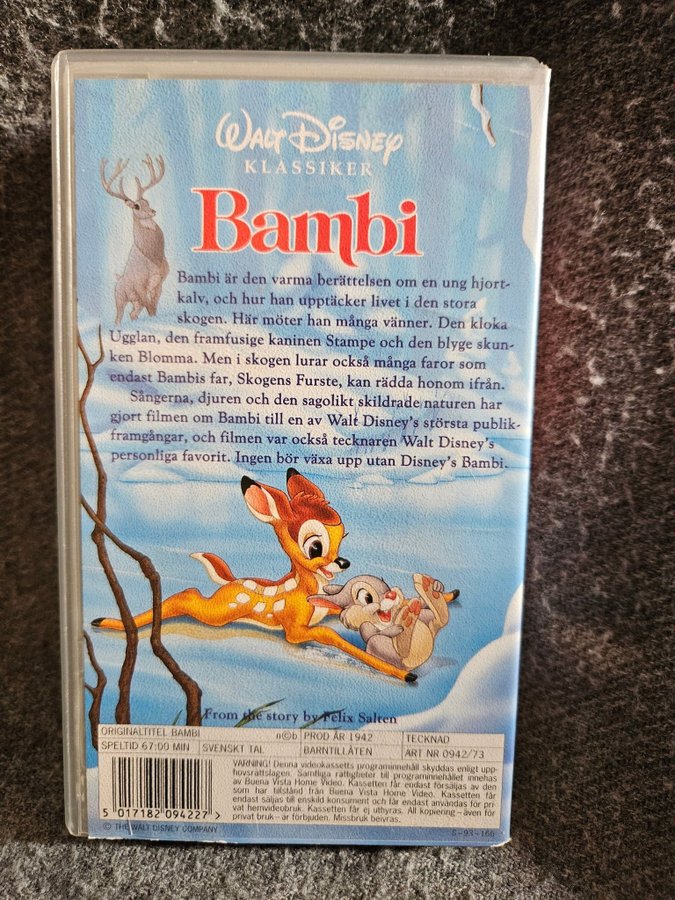 WALT DISNEY
KLASSIKER
Bambi
Bambi är den varma berättelsen om en ung hjort-
kalv, och hur han upptäcker livet i den stora
skogen. Här möter han många vänner. Den kloka
Ugglan, den framfusige kaninen Stampe och den blyge skun-
ken Blomma. Men i skogen lurar också många faror som
endast Bambis far, Skogens Furste, kan rädda honom ifrån.
Sångerna, djuren och den sagolikt skildrade naturen har
gjort filmen om Bambi till en av Walt Disney's största publik-
framgångar, och filmen var också tecknaren Walt Disney's
personliga favorit. Ingen bör växa upp utan Disney's Bambi.
From the story by Felix Salten
ORIGINALTITEL BAMBI PROD ÅR 1942 TECKNAD
SPELTID 67:00 MIN SVENSKT TAL BARNTILLÅTEN ART NR 0942/73
VARNING! Denna videokassetts programinnehåll skyddas enligt upp-
hovsrättslagen. Samtliga rättigheter till programinnehållet innehas
av Buena Vista Home Video. Kassetten får endast försäljas av den
som har tillstånd från Buena Vista Home Video. Kassetten får
endast säljas till enskild konsument och får endast användas för pri-
vat hemvideobruk. Kassetten får ej uthyras. All kopiering – även för
privat bruk – är förbjuden. Missbruk beivras.
5 017182 094227 >
© THE WALT DISNEY COMPANY
S-93-166